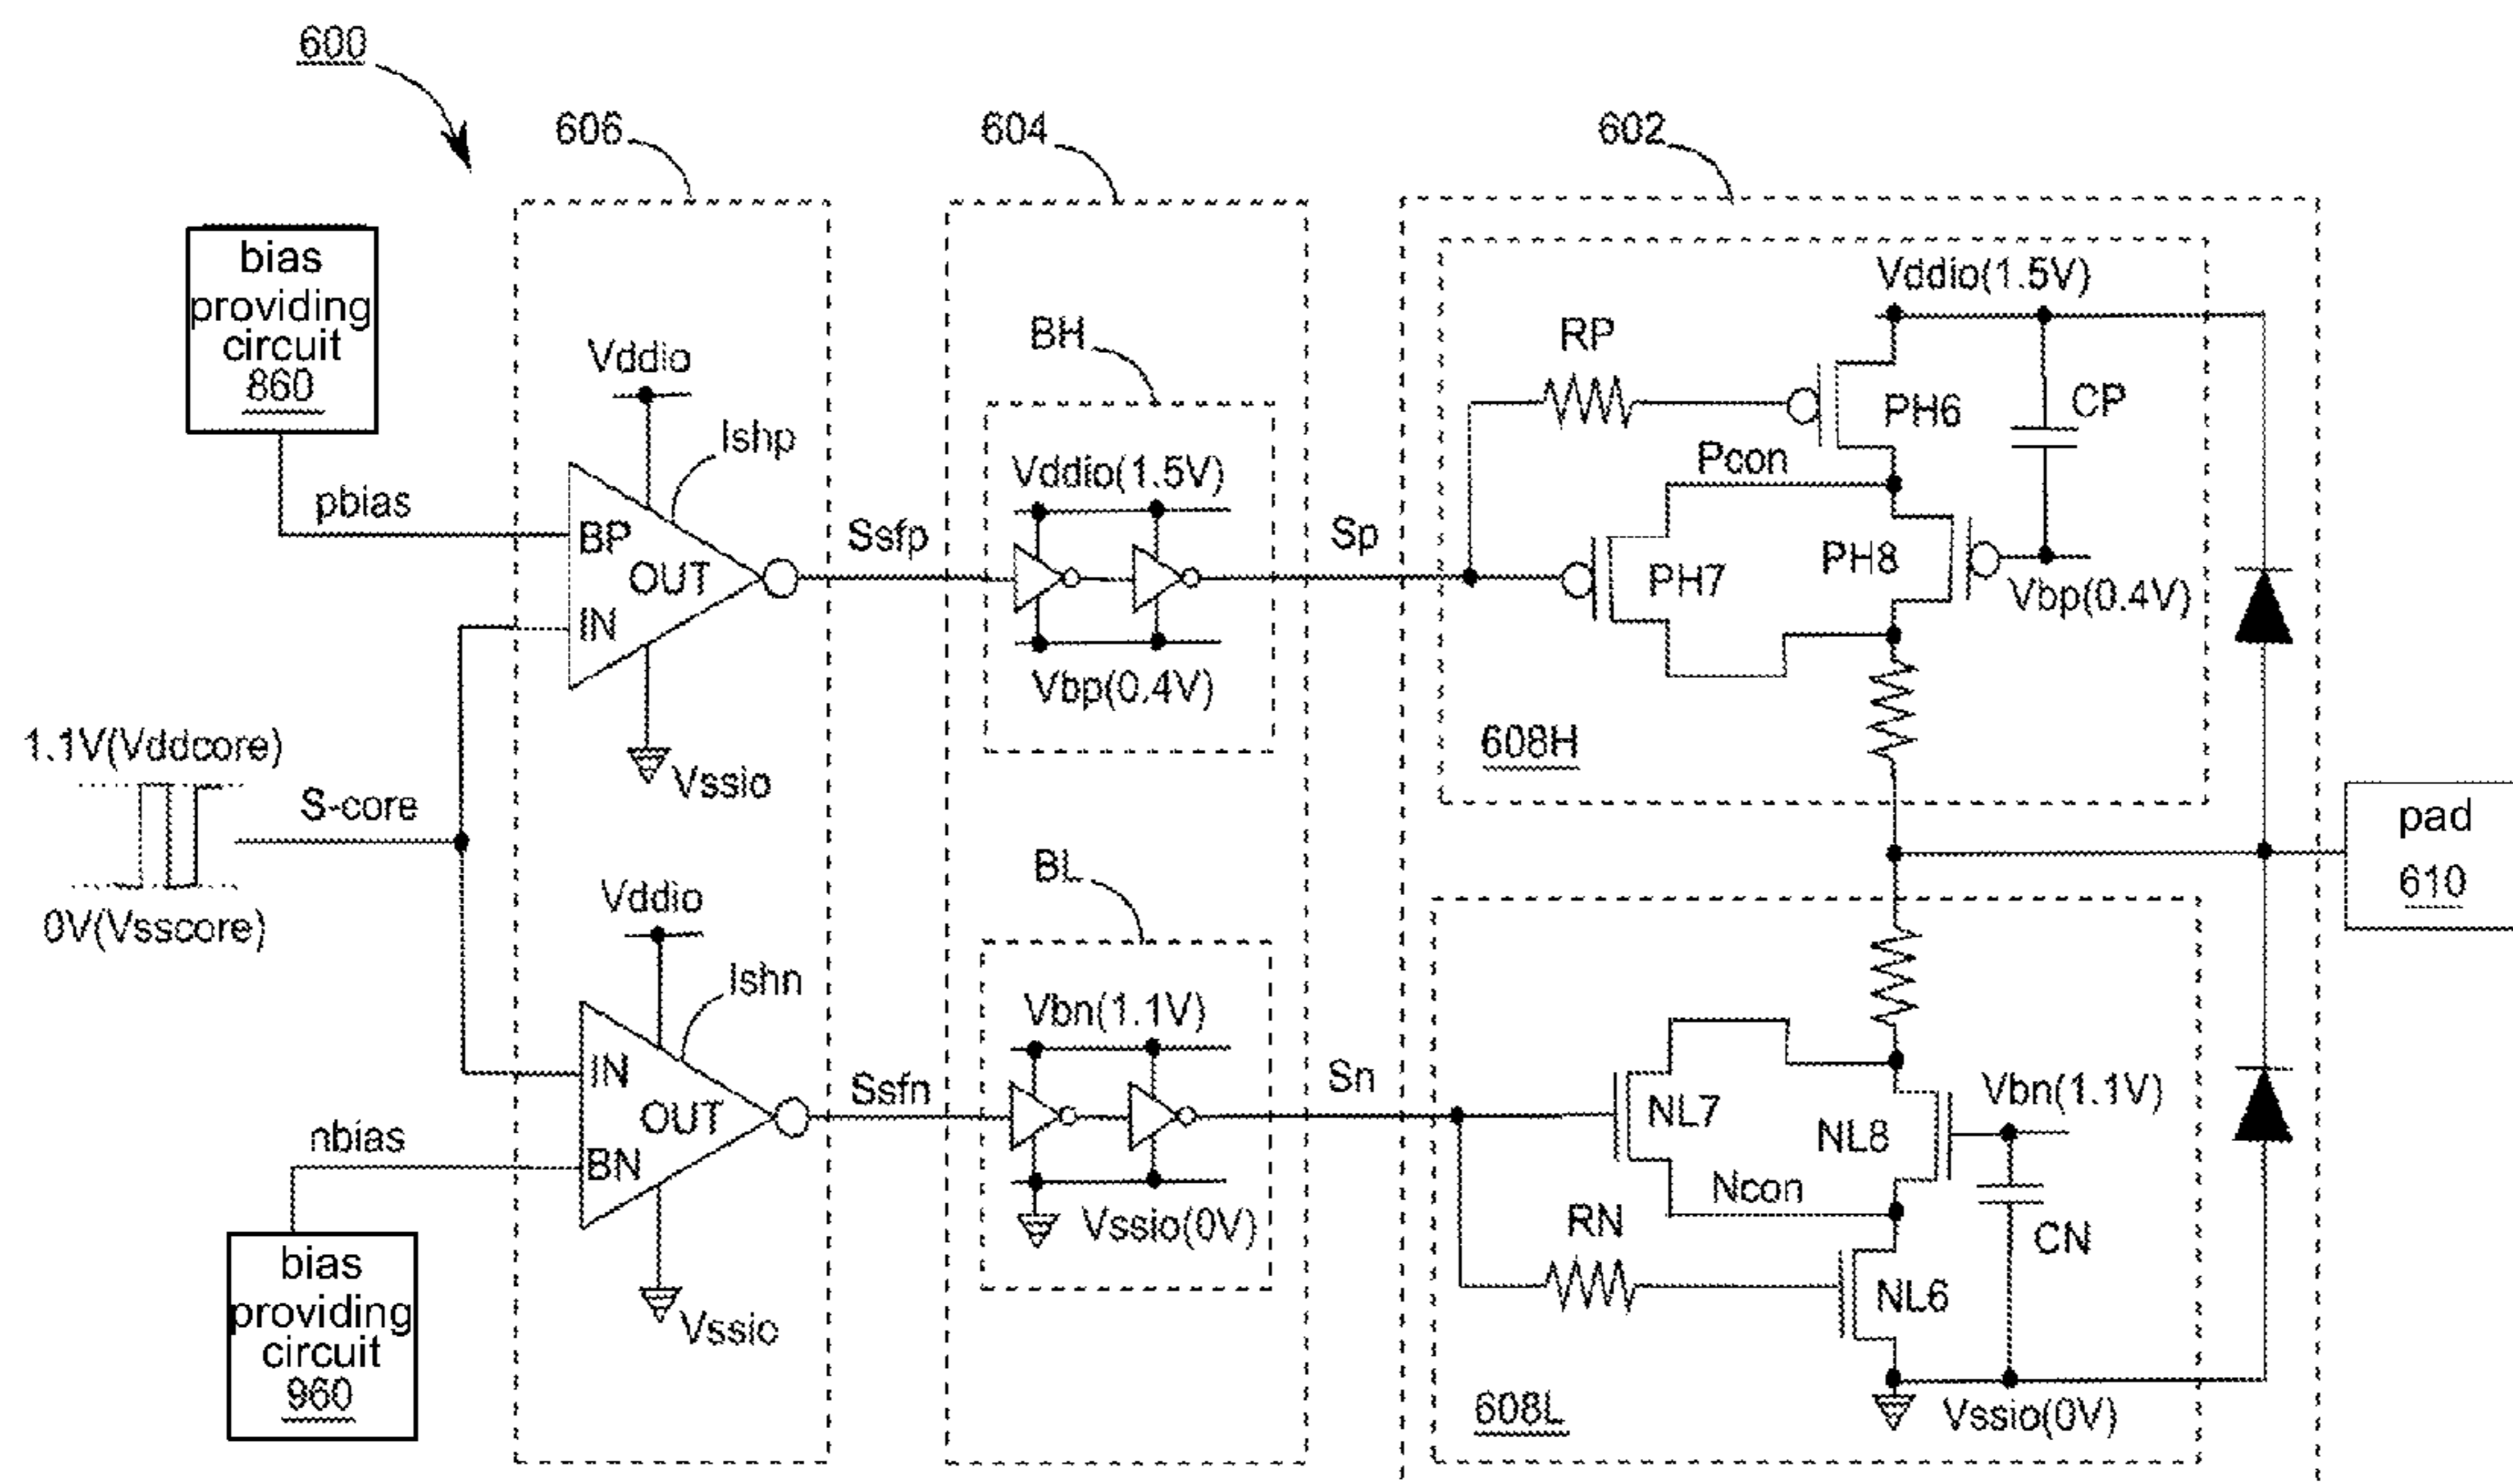 600
606
604
602
bias
providing
circuit
860
pbias
Vddio
Ishp
BP
OUT
IN
Vssio
Ssfp
BH
Vddio(1.5V)
Vbp(0.4V)
Sp
Vddio(1.5V)
RP
PH6
CP
Pcon
PH7
PH8
Vbp(0.4V)
608H
1.1V(Vddcore)
S-core
0V(Vsscore)
pad
610
Vddio
Ishn
IN
OUT
BN
Vssio
nbias
bias
providing
circuit
960
Ssfn
BL
Vbn(1.1V)
Vssio(0V)
Sn
NL7
NL8
Vbn(1.1V)
Ncon
RN
CN
NL6
608L
Vssio(0V)